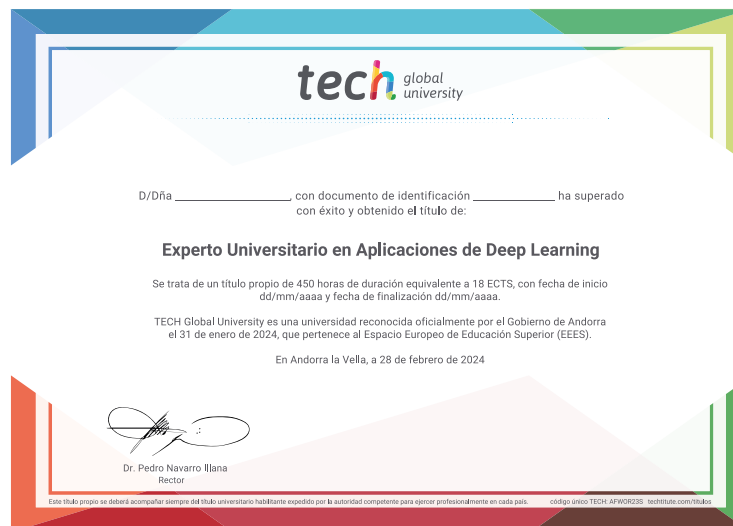 tech global
university
D/Dña ______________, con documento de identificación ____________ ha superado
con éxito y obtenido el título de:
Experto Universitario en Aplicaciones de Deep Learning
Se trata de un título propio de 450 horas de duración equivalente a 18 ECTS, con fecha de inicio
dd/mm/aaaa y fecha de finalización dd/mm/aaaa.
TECH Global University es una universidad reconocida oficialmente por el Gobierno de Andorra
el 31 de enero de 2024, que pertenece al Espacio Europeo de Educación Superior (EEES).
En Andorra la Vella, a 28 de febrero de 2024
Dr. Pedro Navarro Illana
Rector
Este título propio se deberá acompañar siempre del título universitario habilitante expedido por la autoridad competente para ejercer profesionalmente en cada país. código único TECH: AFWOR23S techtitute.com/titulos